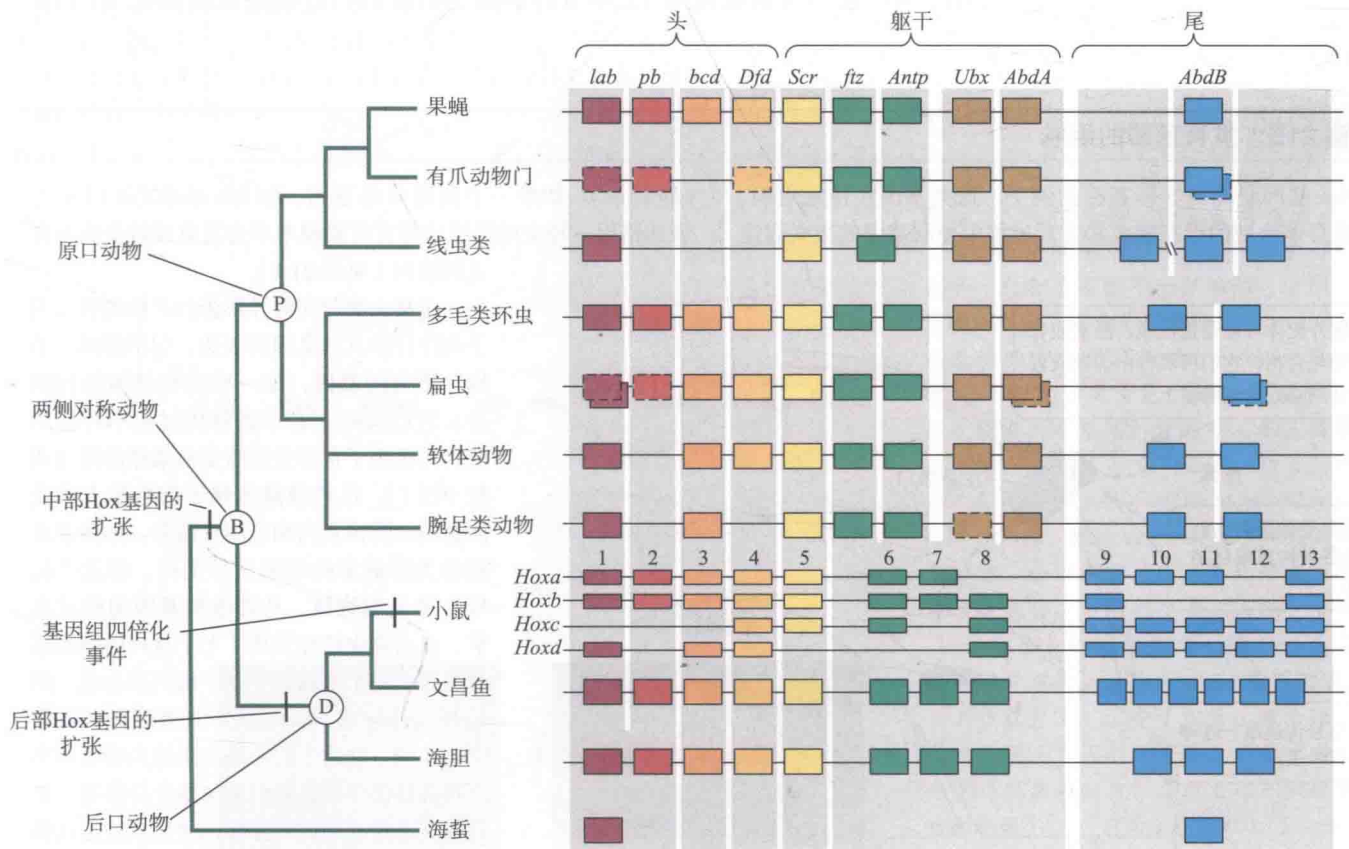 头 躯干 尾
lab pb bcd Dfd Scr ftz Antp Ubx AbdA AbdB
果蝇
有爪动物门
线虫类
原口动物
P
多毛类环虫
扁虫
两侧对称动物
软体动物
中部Hox基因的
扩张
B
腕足类动物
1 2 3 4 5 6 7 8 9 10 11 12 13
Hoxa
Hoxb
Hoxc
Hoxd
小鼠
基因组四倍化
事件
文昌鱼
后部Hox基因的
扩张
D
海胆
后口动物
海蜇